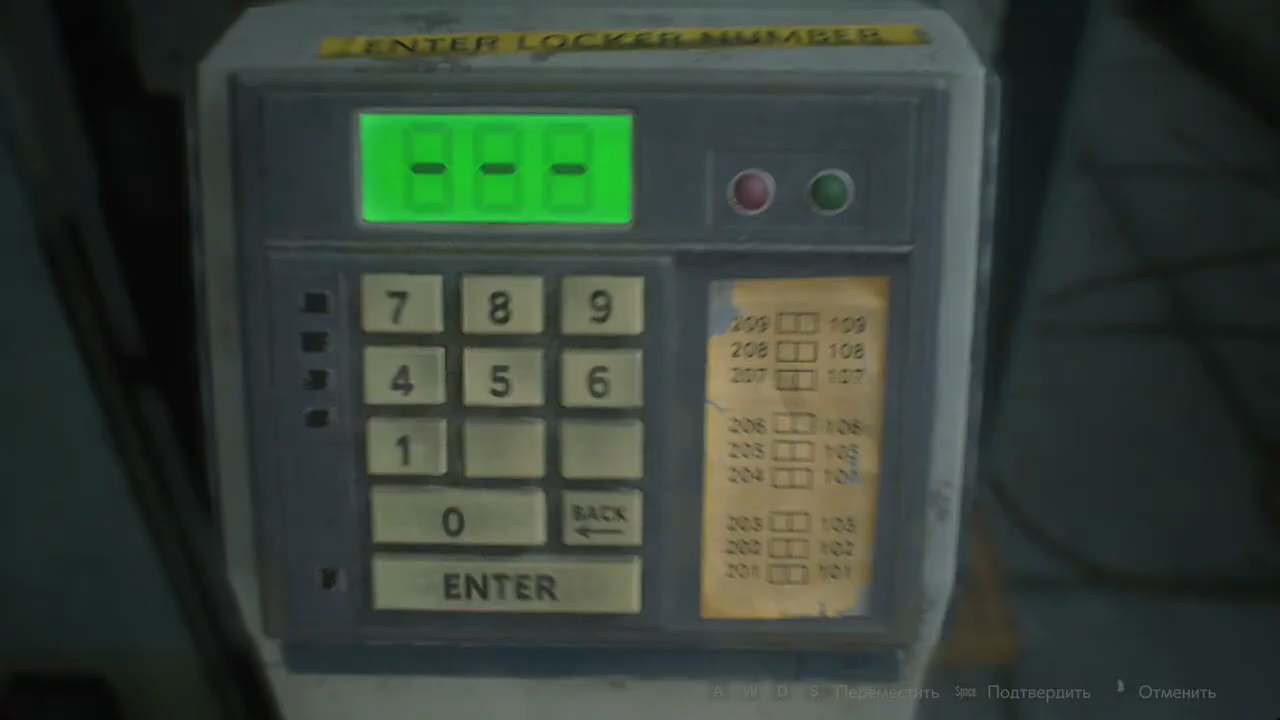 ENTER LOCKER NUMBER
7 8 9
4 5 6
1
0 BACK
ENTER
209 109
208 108
207 107
206 106
205 105
204 104
203 103
202 102
201 101
A W D S Переместить Space Подтвердить Отменить